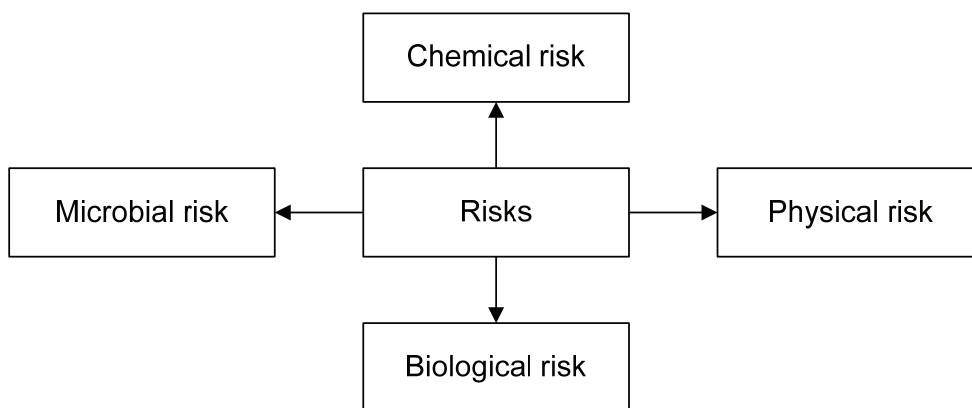 Chemical risk
Microbial risk
Risks
Physical risk
Biological risk